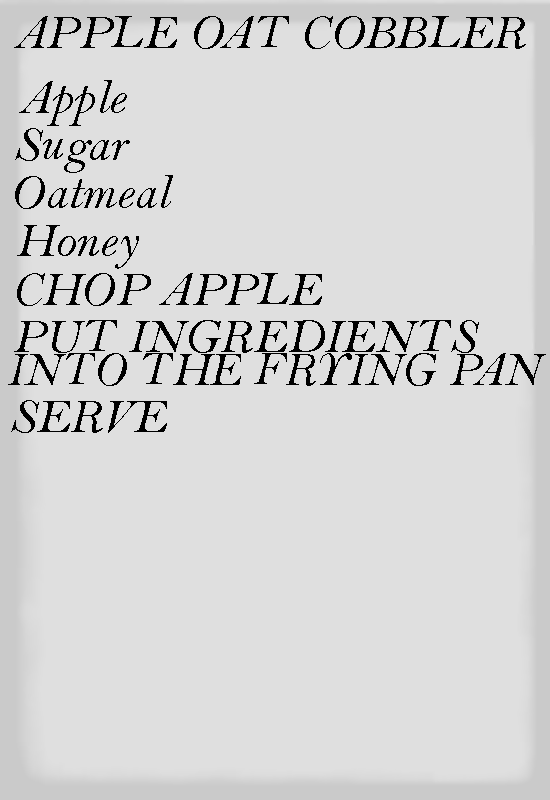 APPLE OAT COBBLER
Apple
Sugar
Oatmeal
Honey
CHOP APPLE
PUT INGREDIENTS
INTO THE FRYING PAN
SERVE